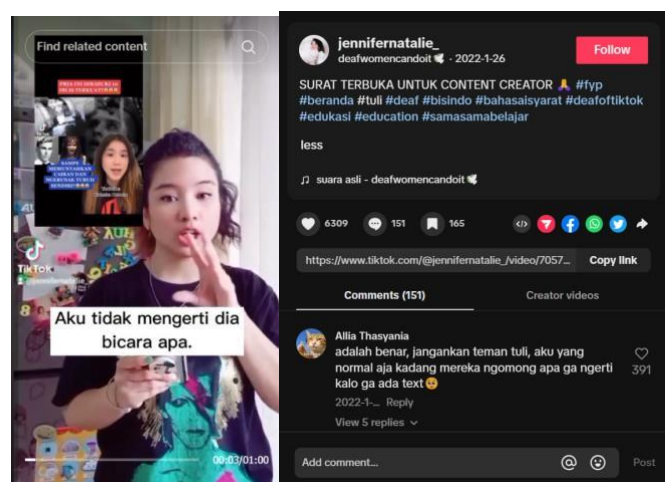 Find related content
SAMPE
MEMUNTAHKAN
CAIRAN DAN
TikTok
Aku tidak mengerti dia
bicara apa.
00:03/01:00
jennifernatalie_
deafwomencandoit🕊 · 2022-1-26
Follow
SURAT TERBUKA UNTUK CONTENT CREATOR 🙏 #fyp
#beranda #tuli #deaf #bisindo #bahasaisyarat #deafoftiktok
#edukasi #education #samasamabelajar
less
♫ suara asli - deafwomencandoit🕊
6309 151 165
https://www.tiktok.com/@jennifernatalie_/video/7057... Copy link
Comments (151) Creator videos
Allia Thasyania
adalah benar, jangankan teman tuli, aku yang
normal aja kadang mereka ngomong apa ga ngerti
kalo ga ada text🥺
391
2022-1-... Reply
View 5 replies
Add comment...
Post